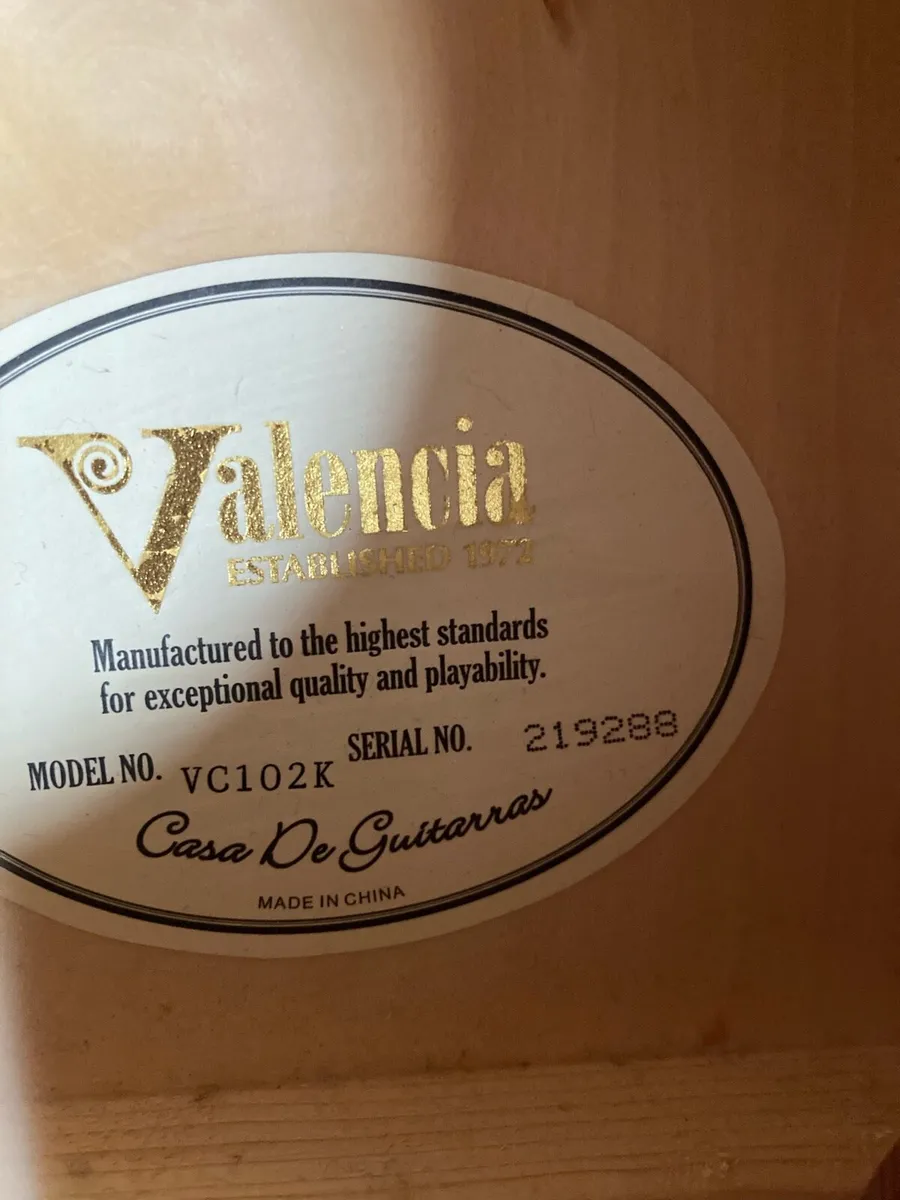 Valencia
ESTABLISHED 1972
Manufactured to the highest standards
for exceptional quality and playability.
MODEL NO. VC102K SERIAL NO. 219288
Casa De Guitarras
MADE IN CHINA